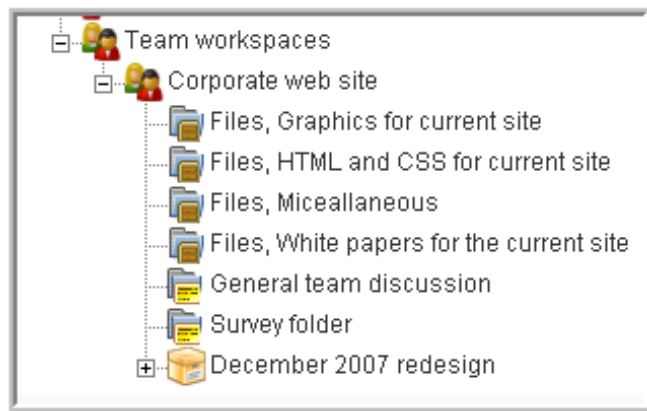 Team workspaces
Corporate web site
Files, Graphics for current site
Files, HTML and CSS for current site
Files, Miceallaneous
Files, White papers for the current site
General team discussion
Survey folder
December 2007 redesign